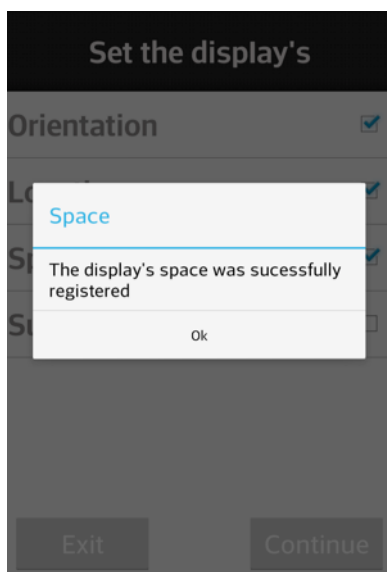 Set the display's
Orientation
Space
The display's space was sucessfully
registered
Ok
Exit
Continue